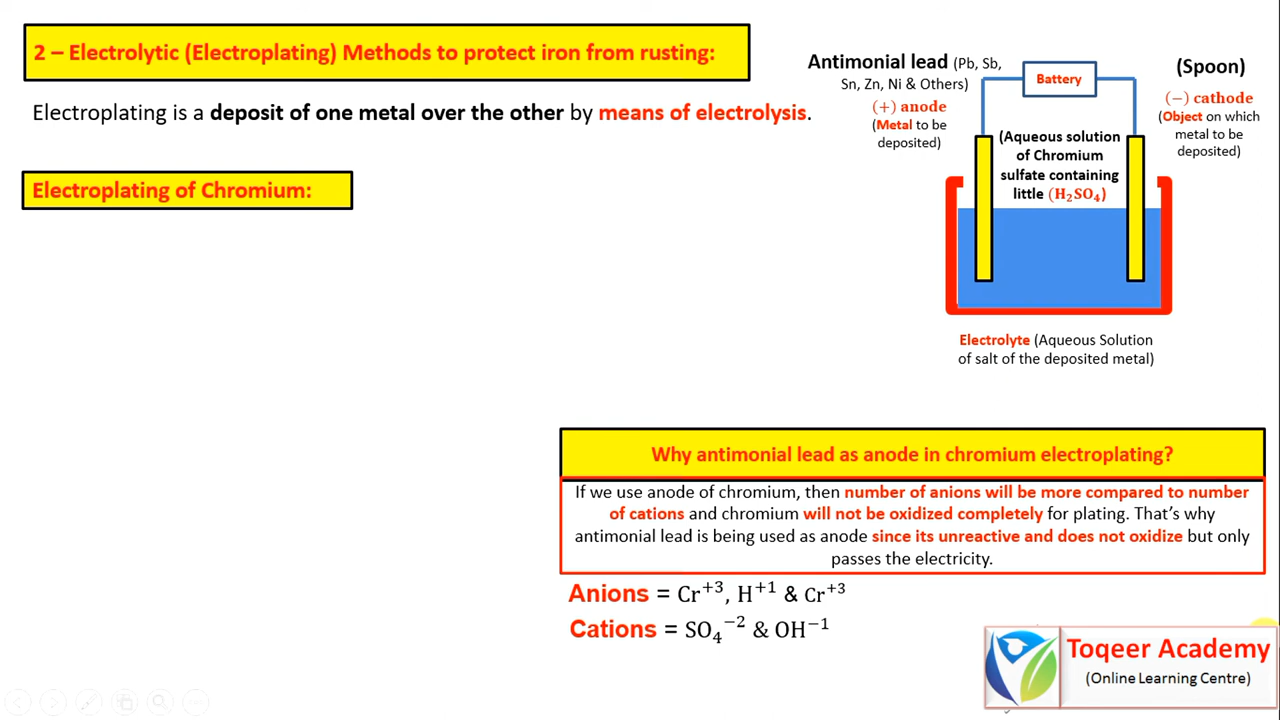 2 – Electrolytic (Electroplating) Methods to protect iron from rusting:
Electroplating is a deposit of one metal over the other by means of electrolysis.
Electroplating of Chromium:
Antimonial lead (Pb, Sb,
Sn, Zn, Ni & Others)
(+) anode
(Metal to be
deposited)
Battery
(Spoon)
(−) cathode
(Object on which
metal to be
deposited)
(Aqueous solution
of Chromium
sulfate containing
little (H₂SO₄)
Electrolyte (Aqueous Solution
of salt of the deposited metal)
Why antimonial lead as anode in chromium electroplating?
If we use anode of chromium, then number of anions will be more compared to number
of cations and chromium will not be oxidized completely for plating. That’s why
antimonial lead is being used as anode since its unreactive and does not oxidize but only
passes the electricity.
Anions = Cr⁺³, H⁺¹ & Cr⁺³
Cations = SO₄⁻² & OH⁻¹
Toqeer Academy
(Online Learning Centre)